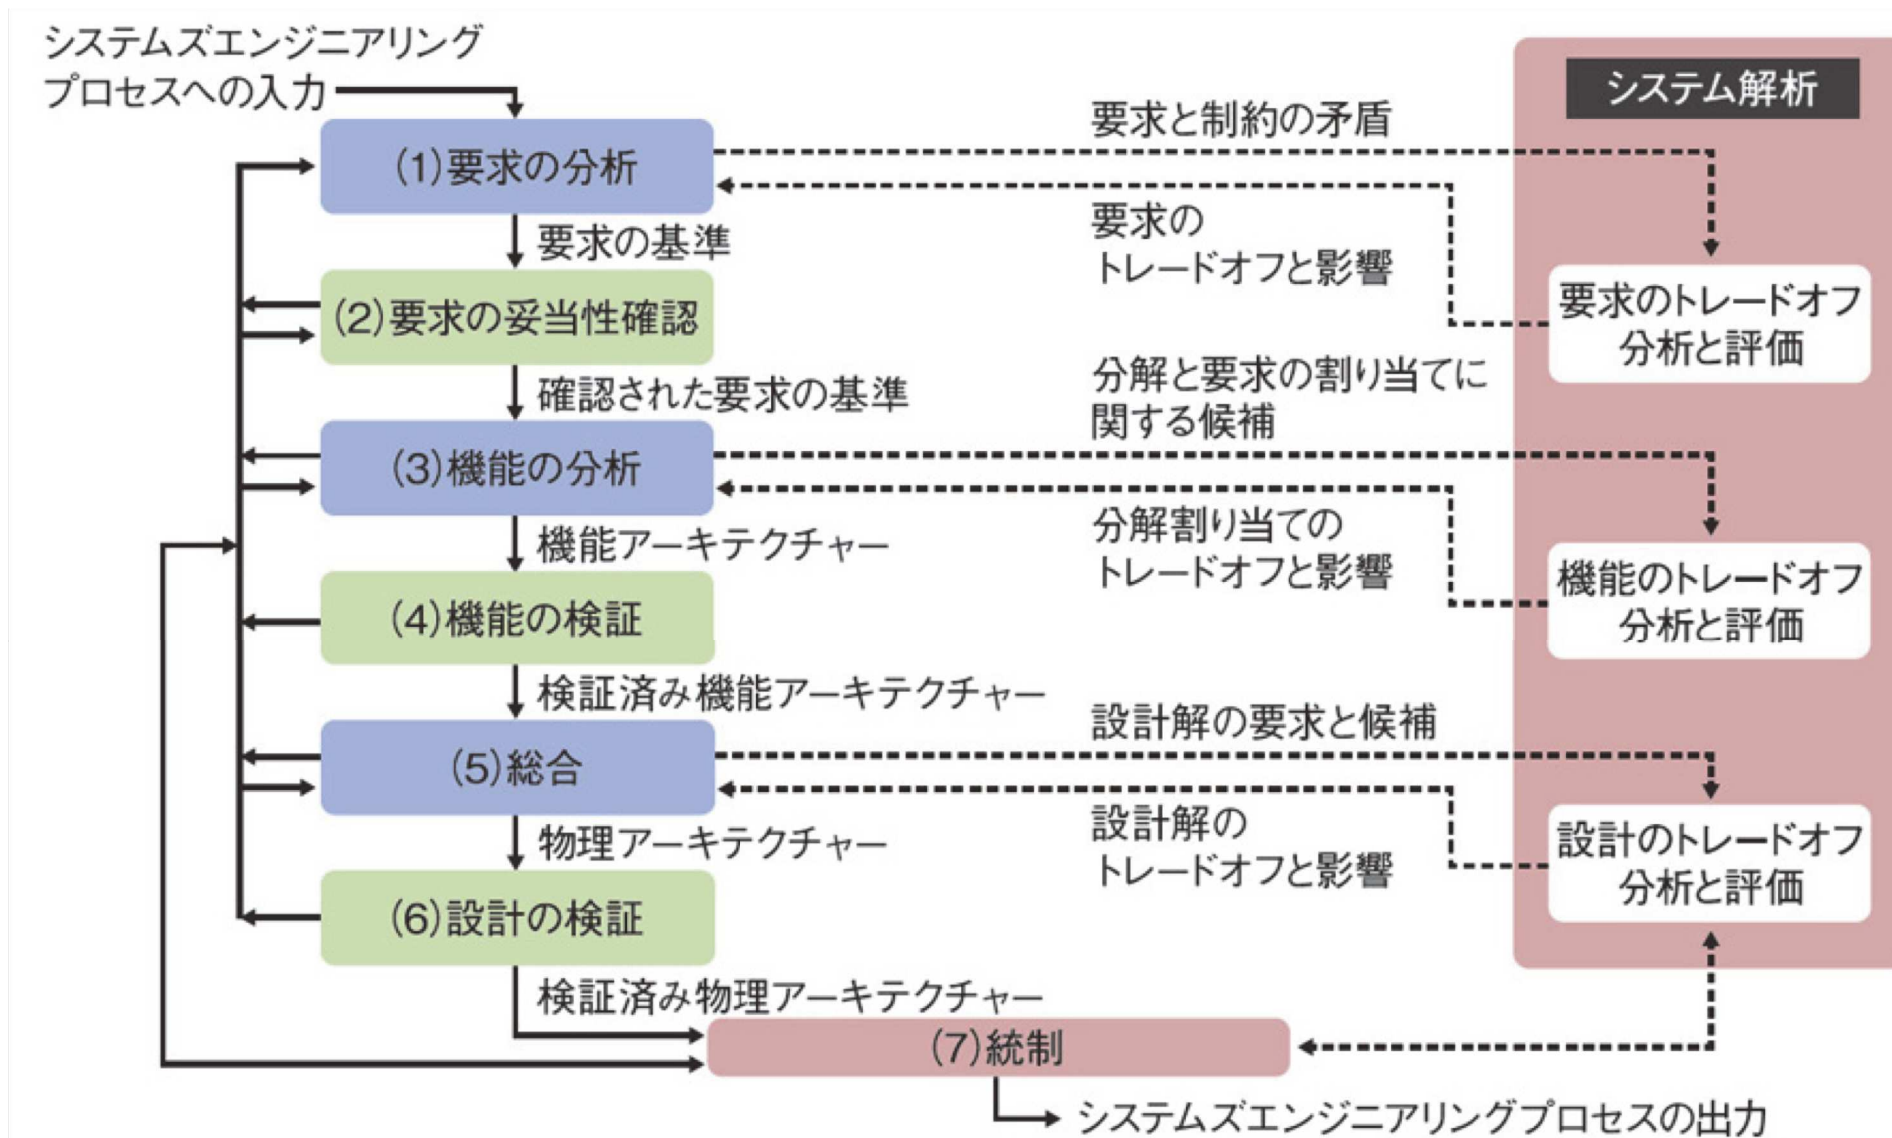 システムズエンジニアリング
プロセスへの入力
システム解析
要求と制約の矛盾
(1)要求の分析
要求の
トレードオフと影響
要求の基準
要求のトレードオフ
分析と評価
(2)要求の妥当性確認
分解と要求の割り当てに
関する候補
確認された要求の基準
(3)機能の分析
分解割り当ての
トレードオフと影響
機能アーキテクチャー
機能のトレードオフ
分析と評価
(4)機能の検証
検証済み機能アーキテクチャー
設計解の要求と候補
(5)総合
設計解の
トレードオフと影響
物理アーキテクチャー
設計のトレードオフ
分析と評価
(6)設計の検証
検証済み物理アーキテクチャー
(7)統制
システムズエンジニアリングプロセスの出力